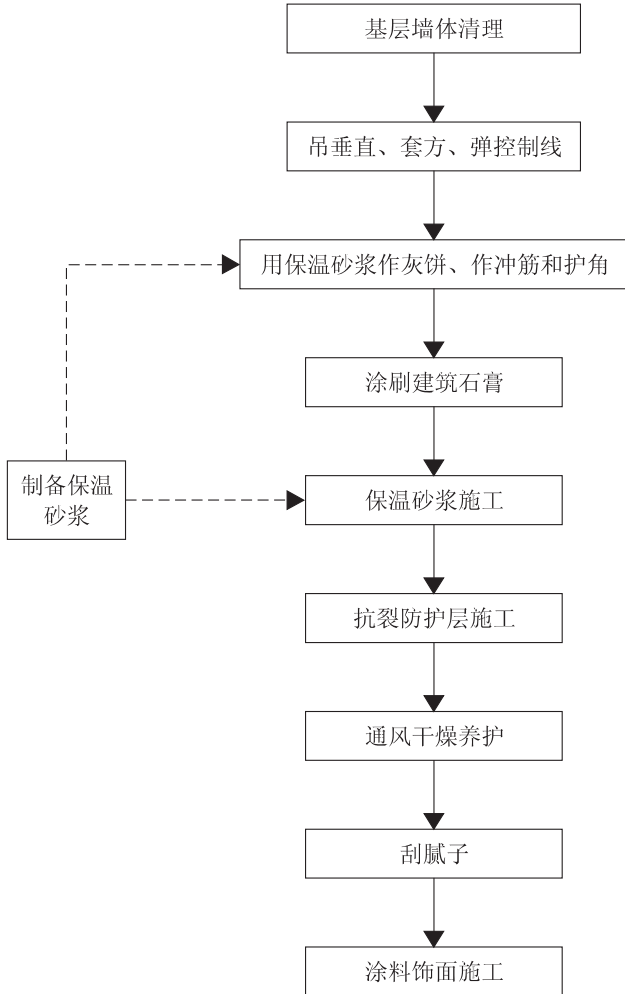 基层墙体清理
吊垂直、套方、弹控制线
用保温砂浆作灰饼、作冲筋和护角
涂刷建筑石膏
制备保温
砂浆
保温砂浆施工
抗裂防护层施工
通风干燥养护
刮腻子
涂料饰面施工